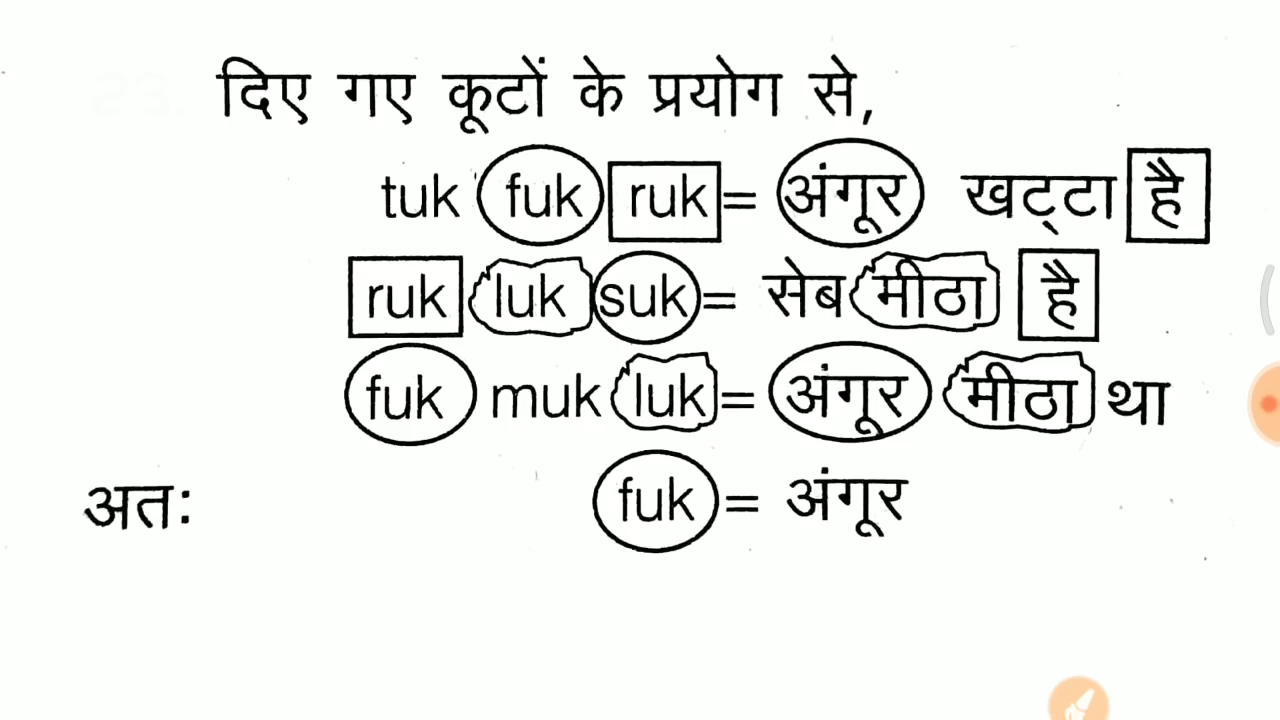 दिए गए कूटों के प्रयोग से,
tuk fuk ruk = अंगूर खट्टा है
ruk luk suk = सेब मीठा है
fuk muk luk = अंगूर मीठा था
अतः fuk = अंगूर